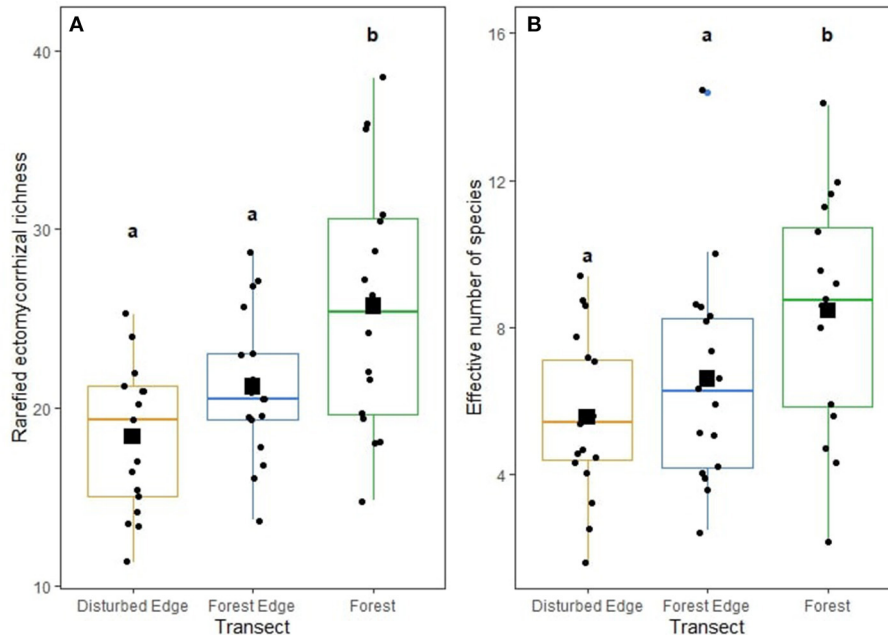 A
b
a
a
40
30
20
10
Rarefied ectomycorrhizal richness
Disturbed Edge Forest Edge Forest
Transect
B
a
b
a
16
12
8
4
Effective number of species
Disturbed Edge Forest Edge Forest
Transect